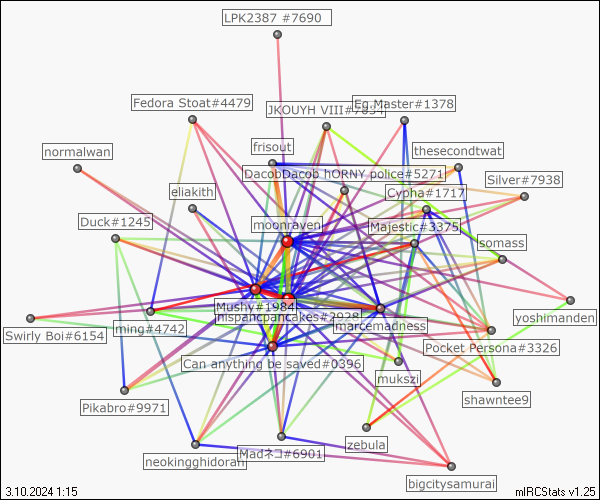 LPK2387 #7690
Fedora Stoat#4479
Eg.Master#1378
JKOUYH VIII#7034
normalwan
frisout
thesecondtwat
DacobDacob hORNY police#5271
Silver#7938
eliakith
Cypha#1717
Duck#1245
moonraven
Majestic#3375
Isomass
Mushy#1984
hispanicpancakes#2928
yoshimanden
Swirly Boi#6154
ming#4742
marcemadness
Pocket Persona#3326
Can anything be saved#0396
mukszi
shawntee9
Pikabro#9971
zebula
Madネコ#6901
neokingghidorah
bigcitysamurai
3.10.2024 1:15
mIRCStats v1.25